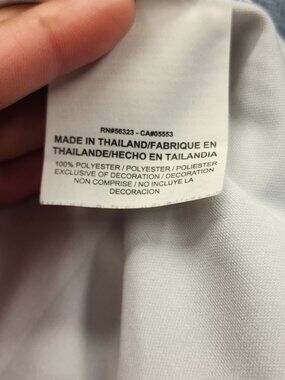 RN#56323 - CA#05553
MADE IN THAILAND/FABRIQUE EN
THAILANDE/HECHO EN TAILANDIA
100% POLYESTER / POLYESTER / POLIESTER
EXCLUSIVE OF DECORATION / DECORATION
NON COMPRISE / NO INCLUYE LA
DECORACION